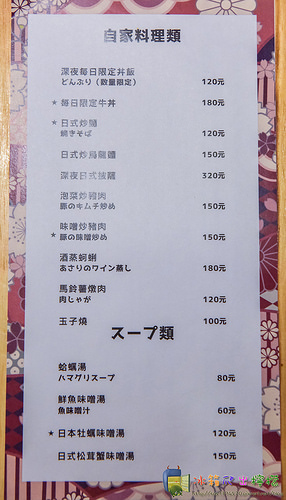 自家料理類
深夜每日限定丼飯
どんぶり（数量限定） 120元
★ 每日限定牛丼 180元
★ 日式炒麵
焼きそば 120元
日式炒烏龍麵 150元
深夜日式披薩 320元
泡菜炒豬肉
豚のキムチ炒め 150元
味噌炒豬肉
★ 豚の味噌炒め 150元
酒蒸蚵蜊
あさりのワイン蒸し 180元
馬鈴薯燉肉
肉じゃが 120元
玉子燒 100元
スープ類
蛤蠣湯
ハマグリスープ 80元
鮮魚味噌湯
魚味噌汁 60元
★ 日本牡蠣味噌湯 120元
日式松茸蟹味噌湯 150元